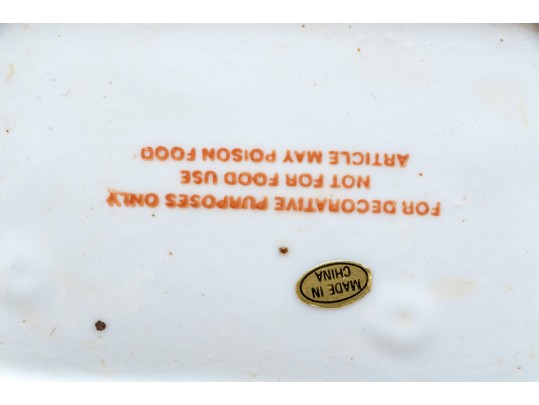 FOR DECORATIVE PURPOSES ONLY
NOT FOR FOOD USE
ARTICLE MAY POISON FOOD
MADE IN
CHINA